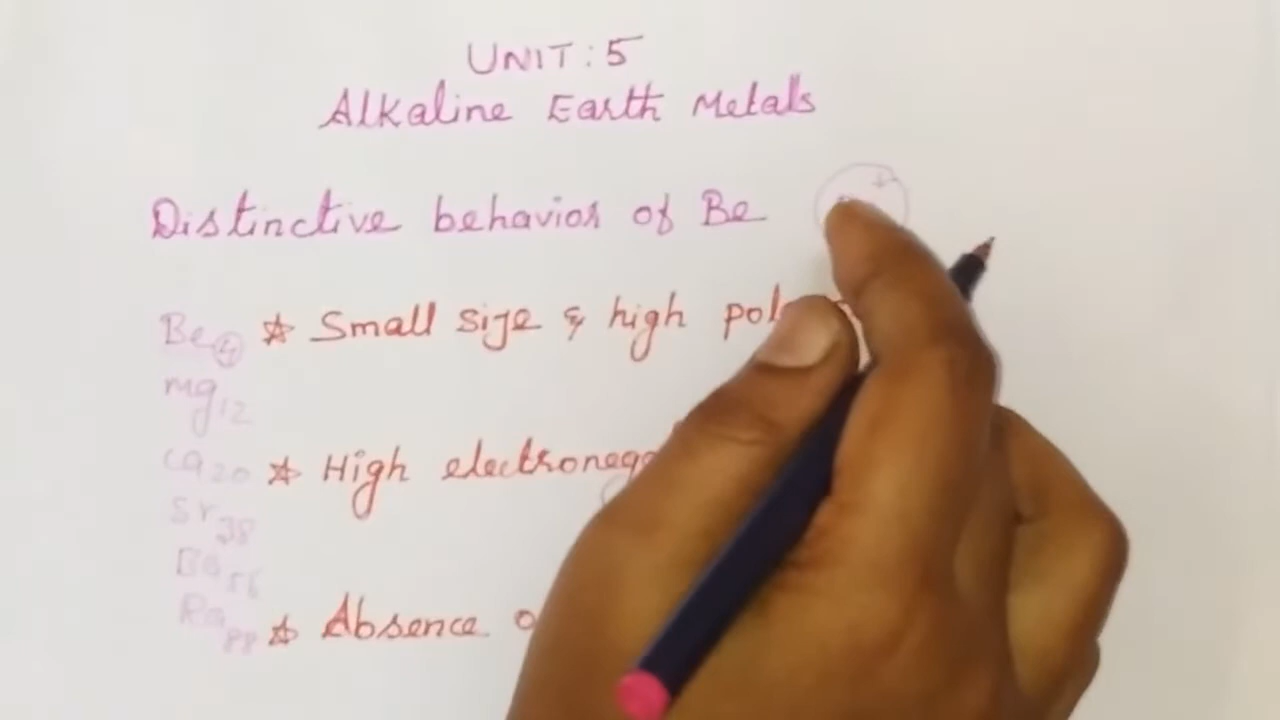 UNIT : 5
Alkaline Earth Metals
Distinctive behavior of Be
Be4 ☆ Small size & high pol
Mg12
Ca20 ☆ High electronega
Sr38
Ba56
Ra88 ☆ Absence o